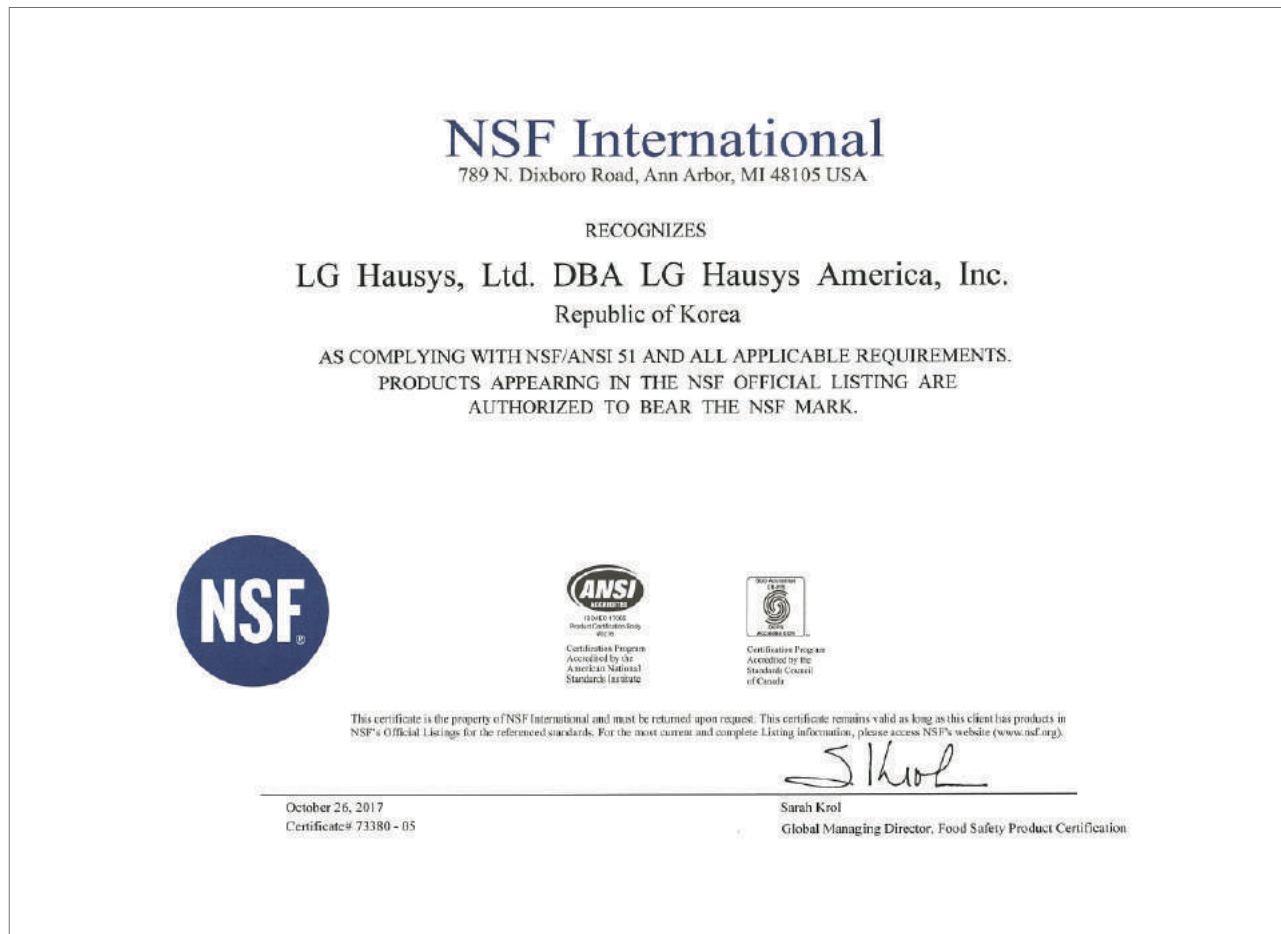 NSF International
789 N. Dixboro Road, Ann Arbor, MI 48105 USA
RECOGNIZES
LG Hausys, Ltd. DBA LG Hausys America, Inc.
Republic of Korea
AS COMPLYING WITH NSF/ANSI 51 AND ALL APPLICABLE REQUIREMENTS.
PRODUCTS APPEARING IN THE NSF OFFICIAL LISTING ARE
AUTHORIZED TO BEAR THE NSF MARK.
NSF®
ANSI
ACCREDITED
Product Certification Body
Certification Program
Accredited by the
American National
Standards Institute
Certification Program
Accredited by the
Standards Council
of Canada
This certificate is the property of NSF International and must be returned upon request. This certificate remains valid as long as this client has products in
NSF's Official Listings for the referenced standards. For the most current and complete Listing information, please access NSF's website (www.nsf.org).
S. Krol
October 26, 2017
Certificate# 73380 - 05
Sarah Krol
Global Managing Director, Food Safety Product Certification